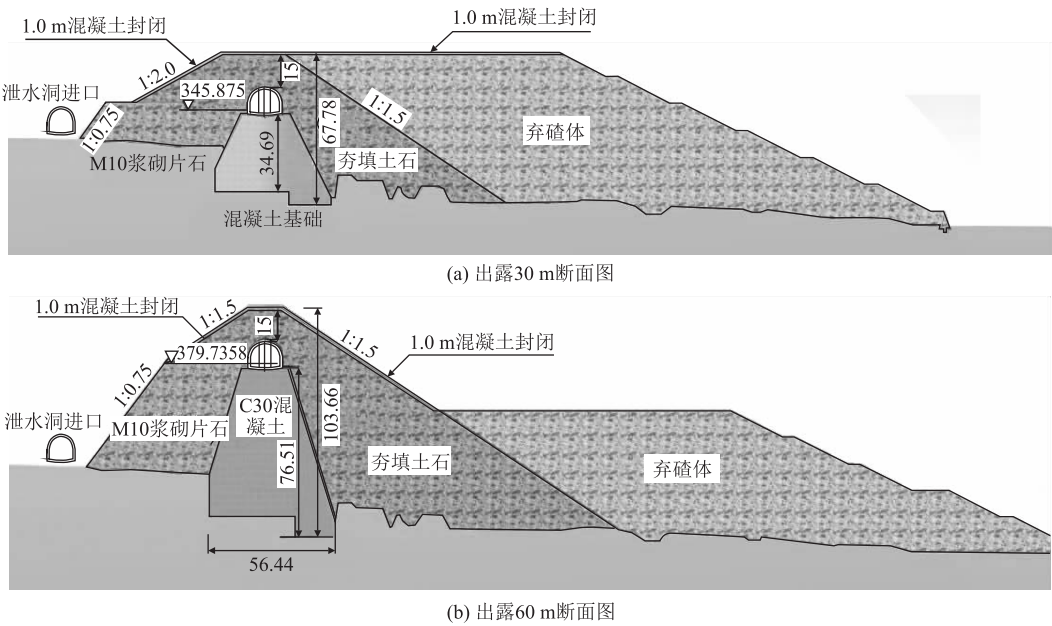 1.0 m混凝土封闭
1.0 m混凝土封闭
1:2.0
15
泄水洞进口
345.875
1:0.75
1:1.5
67.78
弃碴体
34.69
M10浆砌片石
夯填土石
混凝土基础
(a) 出露30 m断面图
1.0 m混凝土封闭
1:1.5
15
1:1.5
1.0 m混凝土封闭
379.7358
1:0.75
泄水洞进口
C30混
凝土
M10浆砌片石
103.66
76.51
夯填土石
弃碴体
56.44
(b) 出露60 m断面图